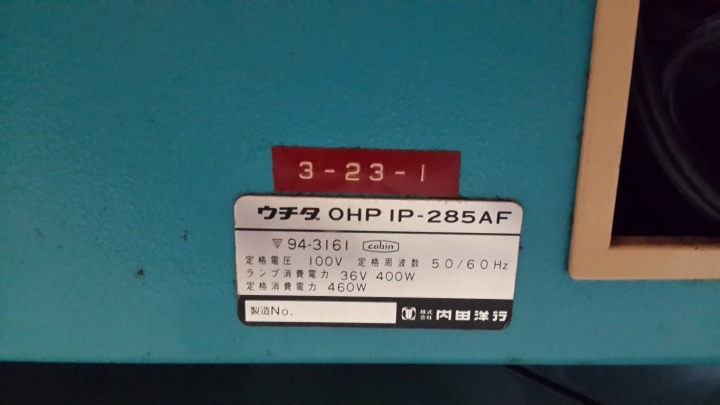 3-23-1
ウチダ OHP IP-285AF
94-3161 cabin
定格電圧 100V 定格周波数 50/60Hz
ランプ消費電力 36V 400W
定格消費電力 460W
製造No. 株式会社 内田洋行